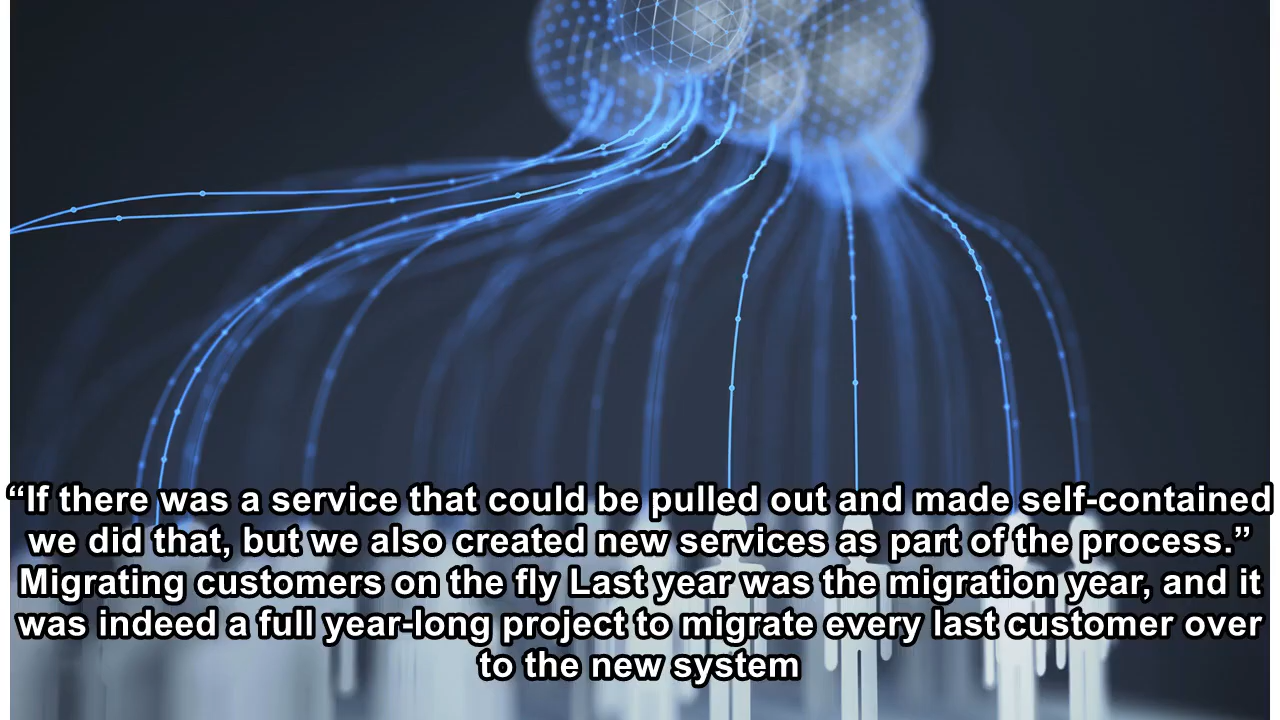 “If there was a service that could be pulled out and made self-contained
we did that, but we also created new services as part of the process.”
Migrating customers on the fly Last year was the migration year, and it
was indeed a full year-long project to migrate every last customer over
to the new system